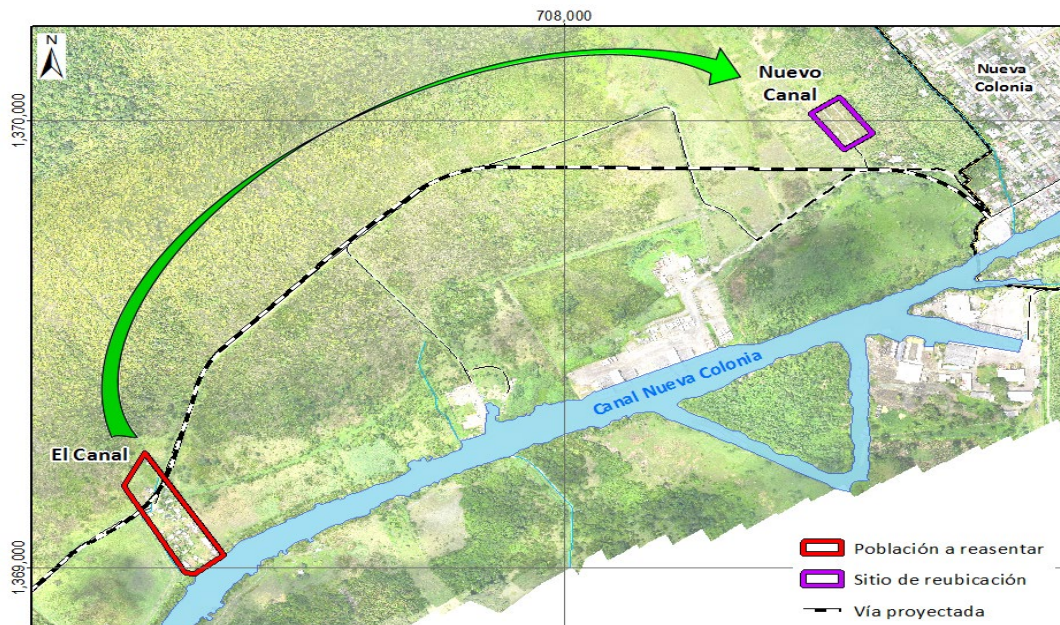 708,000
N
Nuevo
Canal
Nueva
Colonia
1,370,000
Canal Nueva Colonia
El Canal
1,369,000
Población a reasentar
Sitio de reubicación
Vía proyectada